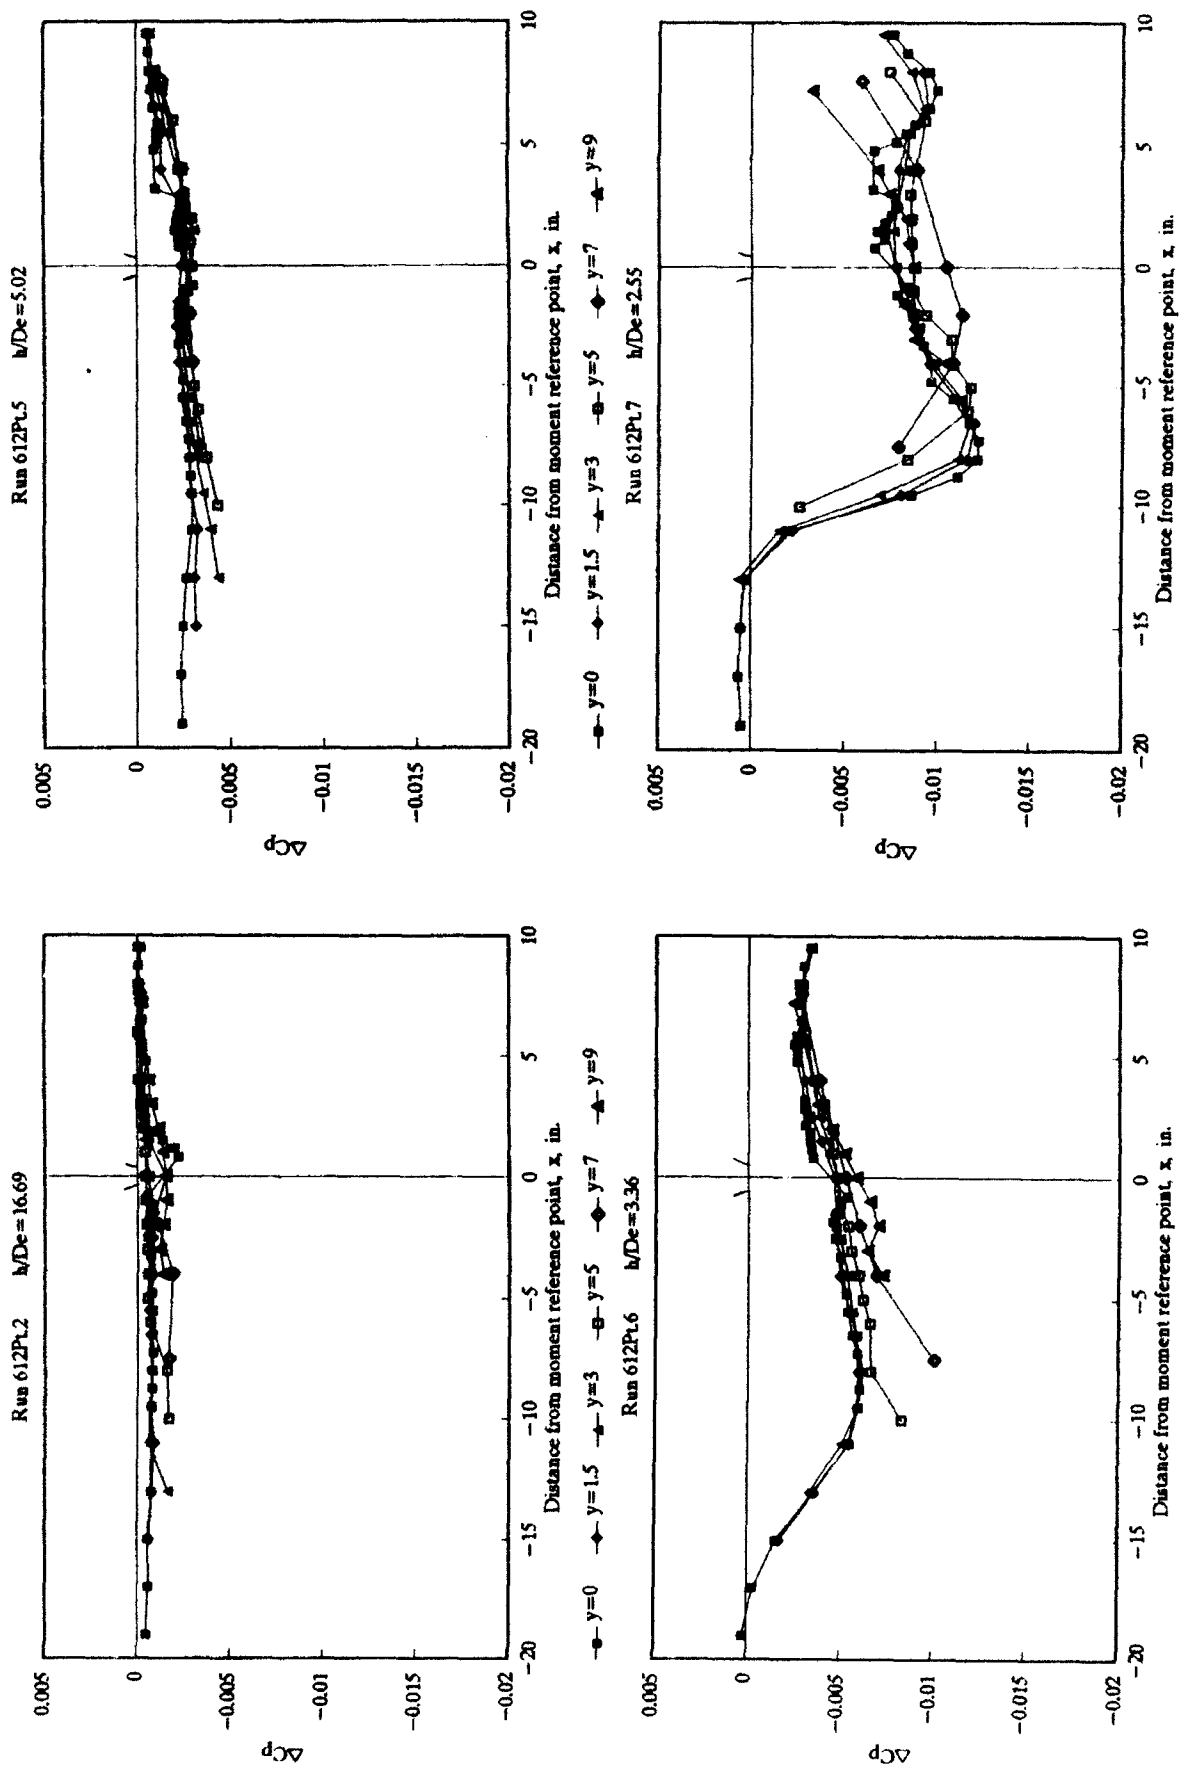 Run 612Pt.2 h/De=16.69
0.005
0
−0.005
−0.01
−0.015
−0.02
ΔCp
−20 −15 −10 −5 0 5 10
Distance from moment reference point, x, in.
y=0 y=1.5 y=3 y=5 y=7 y=9
Run 612Pt.5 h/De=5.02
0.005
0
−0.005
−0.01
−0.015
−0.02
ΔCp
−20 −15 −10 −5 0 5 10
Distance from moment reference point, x, in.
y=0 y=1.5 y=3 y=5 y=7 y=9
Run 612Pt.6 h/De=3.36
0.005
0
−0.005
−0.01
−0.015
−0.02
ΔCp
−20 −15 −10 −5 0 5 10
Distance from moment reference point, x, in.
Run 612Pt.7 h/De=2.55
0.005
0
−0.005
−0.01
−0.015
−0.02
ΔCp
−20 −15 −10 −5 0 5 10
Distance from moment reference point, x, in.